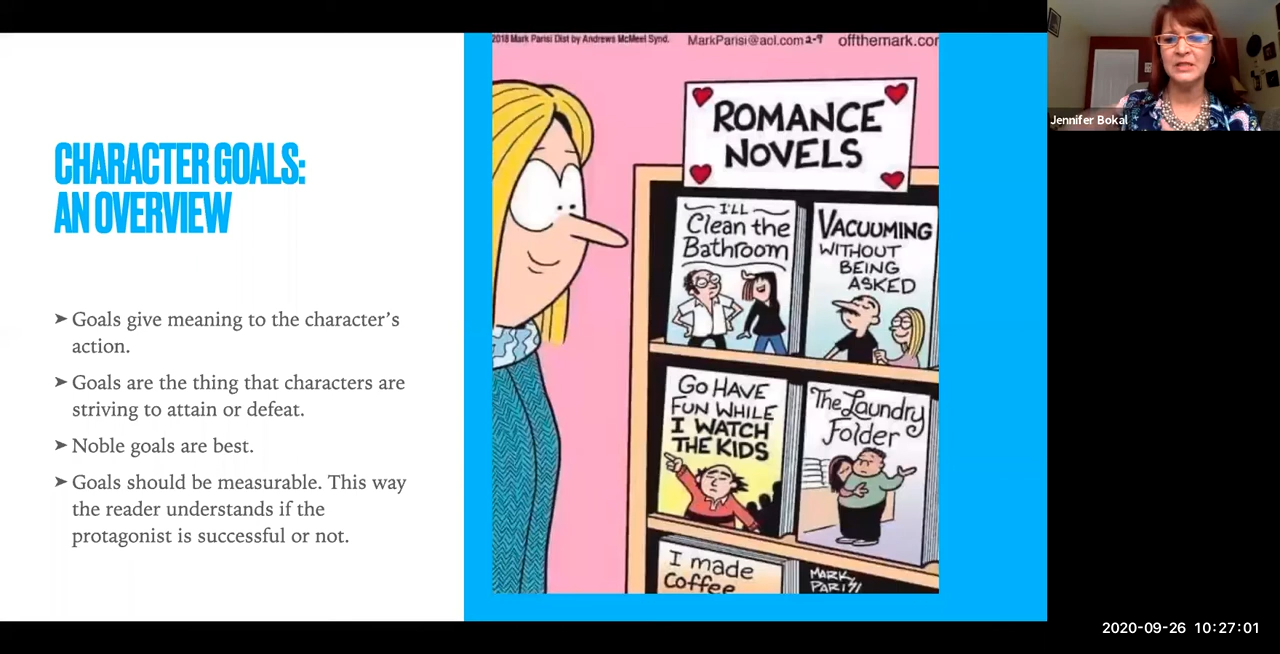 CHARACTER GOALS:
AN OVERVIEW
➤ Goals give meaning to the character's
action.
➤ Goals are the thing that characters are
striving to attain or defeat.
➤ Noble goals are best.
➤ Goals should be measurable. This way
the reader understands if the
protagonist is successful or not.
2018 Mark Parisi Dist by Andrews McMeel Synd. MarkParisi@aol.com 2-9 offthemark.cor
ROMANCE
NOVELS
I'LL
Clean the
Bathroom
VACUUMING
WITHOUT
BEING
ASKED
GO HAVE
FUN WHILE
I WATCH
THE KIDS
The Laundry
Folder
I made
Coffee
MARK
PARISI
Jennifer Bokal
2020-09-26 10:27:01